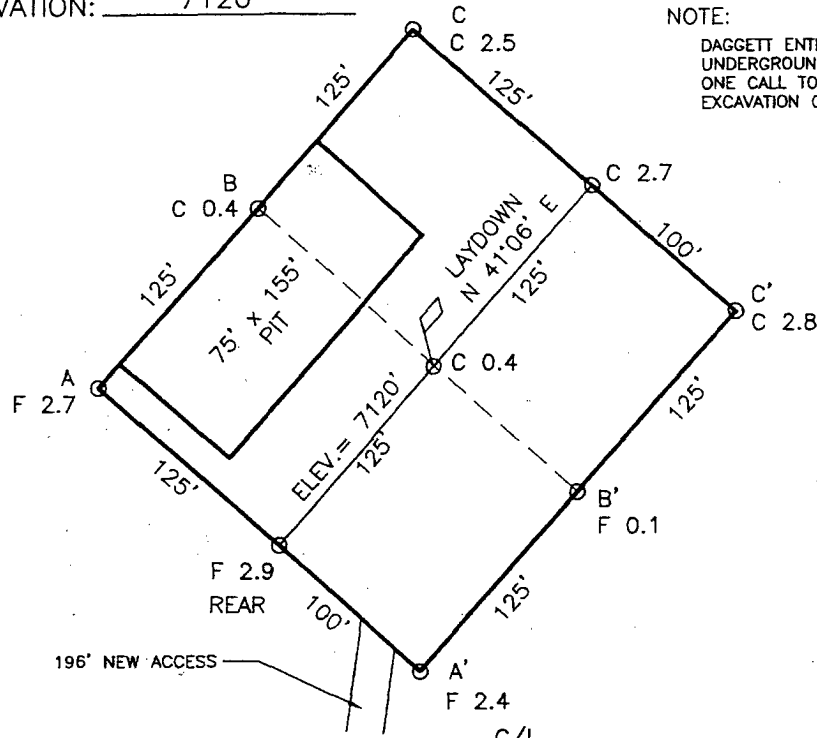 VATION: 7120
NOTE:
DAGGETT ENT
UNDERGROUN
ONE CALL TO
EXCAVATION
C
C 2.5
125'
125'
B
C 0.4
C 2.7
100'
LAYDOWN
N 41°06' E
125'
125'
75' x 155'
PIT
C'
C 2.8
C 0.4
A
F 2.7
ELEV.= 7120'
125'
125'
125'
B'
F 0.1
F 2.9
REAR
100'
125'
196' NEW ACCESS
A'
F 2.4